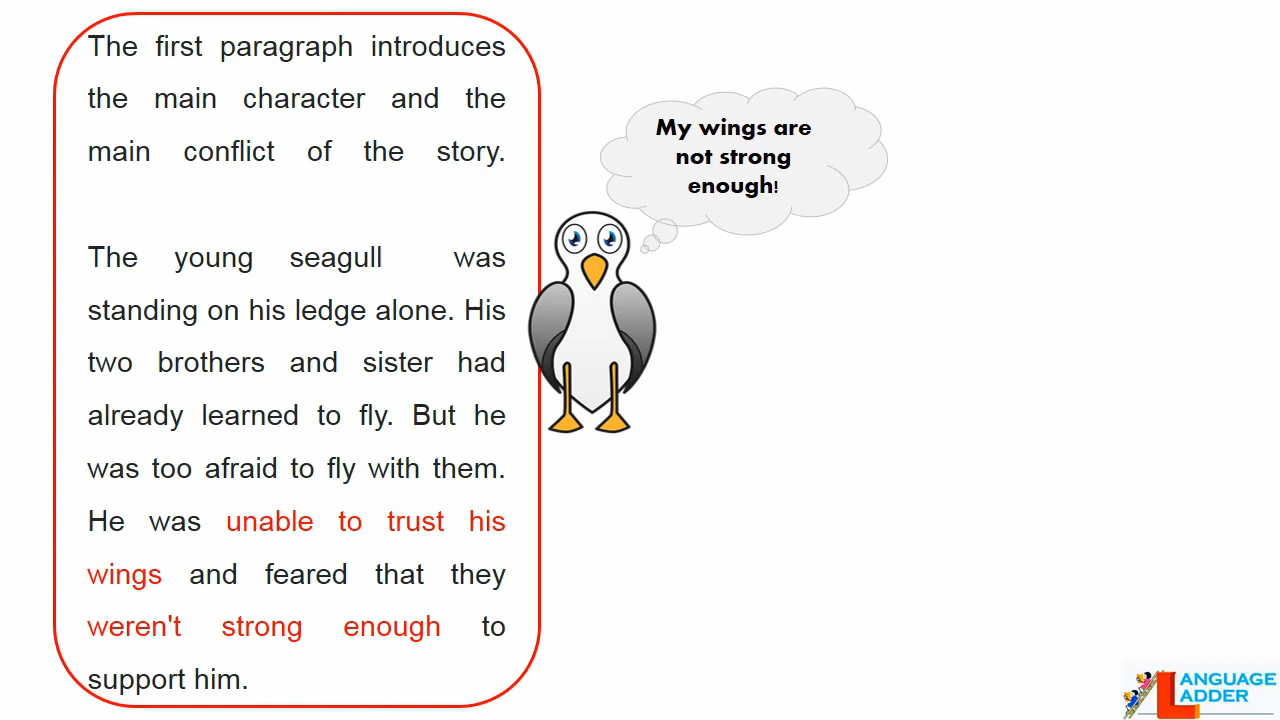 The first paragraph introduces
the main character and the
main conflict of the story.
The young seagull was
standing on his ledge alone. His
two brothers and sister had
already learned to fly. But he
was too afraid to fly with them.
He was unable to trust his
wings and feared that they
weren't strong enough to
support him.
My wings are
not strong
enough!
LANGUAGE
LADDER